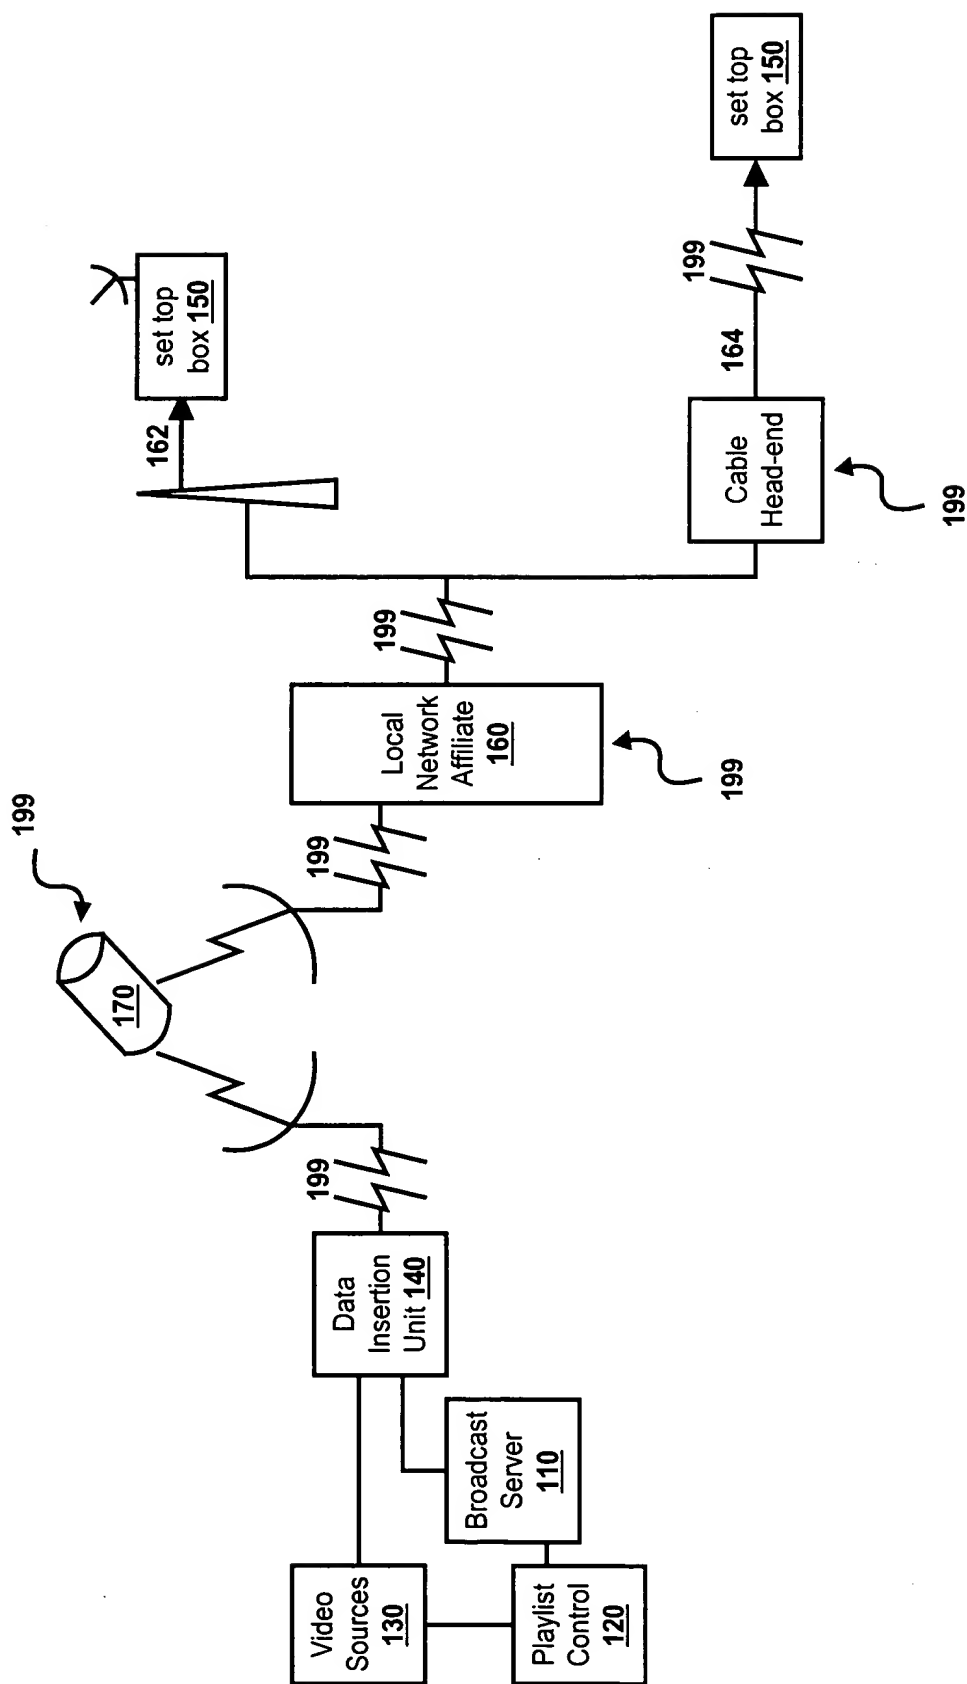 Video
Sources
130
Playlist
Control
120
Broadcast
Server
110
Data
Insertion
Unit 140
199
170
199
199
Local
Network
Affiliate
160
199
199
162
set top
box 150
Cable
Head-end
199
164
199
set top
box 150